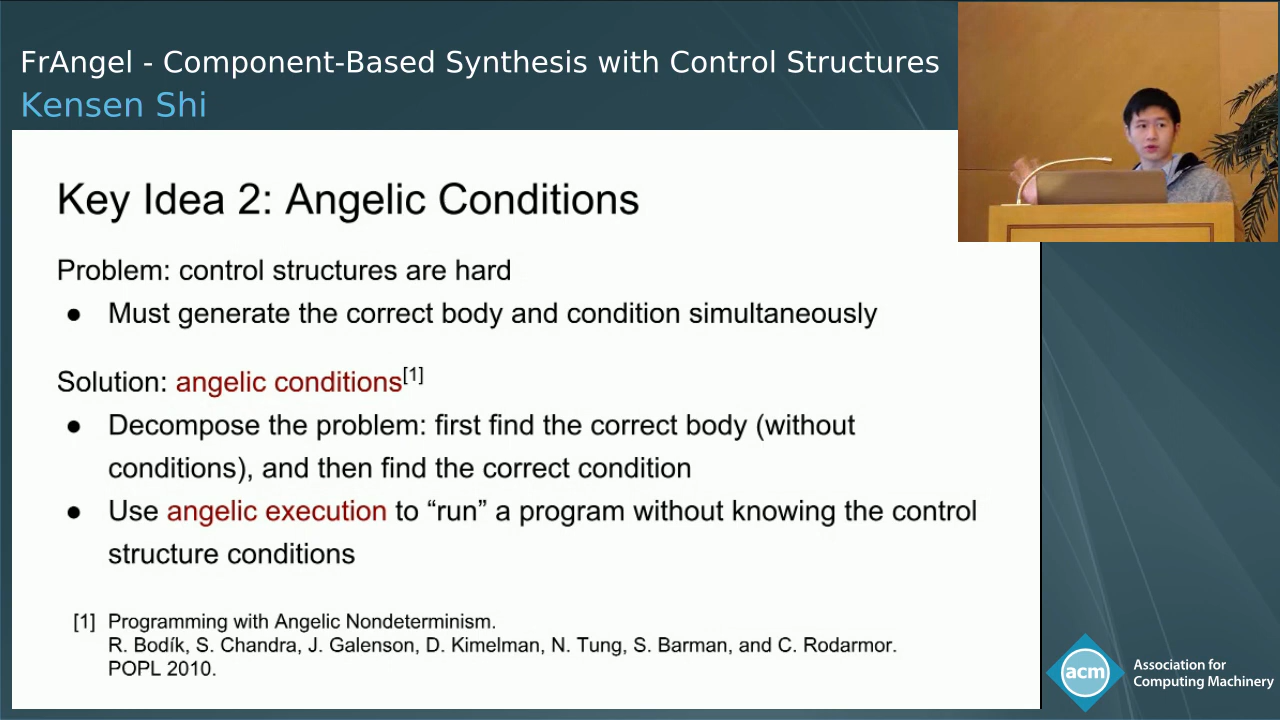 FrAngel - Component-Based Synthesis with Control Structures
Kensen Shi
Key Idea 2: Angelic Conditions
Problem: control structures are hard
● Must generate the correct body and condition simultaneously
Solution: angelic conditions[1]
● Decompose the problem: first find the correct body (without
conditions), and then find the correct condition
● Use angelic execution to “run” a program without knowing the control
structure conditions
[1] Programming with Angelic Nondeterminism.
R. Bodík, S. Chandra, J. Galenson, D. Kimelman, N. Tung, S. Barman, and C. Rodarmor.
POPL 2010.
acm
Association for
Computing Machinery